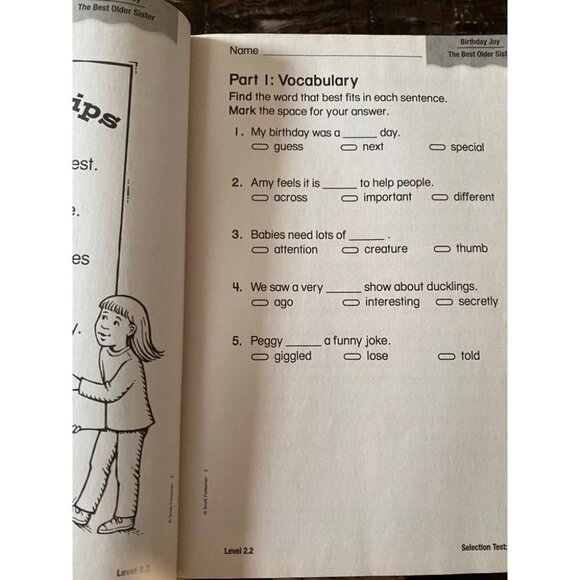 The Best Older Sister
ips
est.
es
Level 2.2
Birthday Joy
The Best Older Sist
Name
Part 1: Vocabulary
Find the word that best fits in each sentence.
Mark the space for your answer.
1. My birthday was a ______ day.
guess next special
2. Amy feels it is ______ to help people.
across important different
3. Babies need lots of ______ .
attention creature thumb
4. We saw a very ______ show about ducklings.
ago interesting secretly
5. Peggy ______ a funny joke.
giggled lose told
© Scott Foresman 2
Level 2.2
Selection Test: